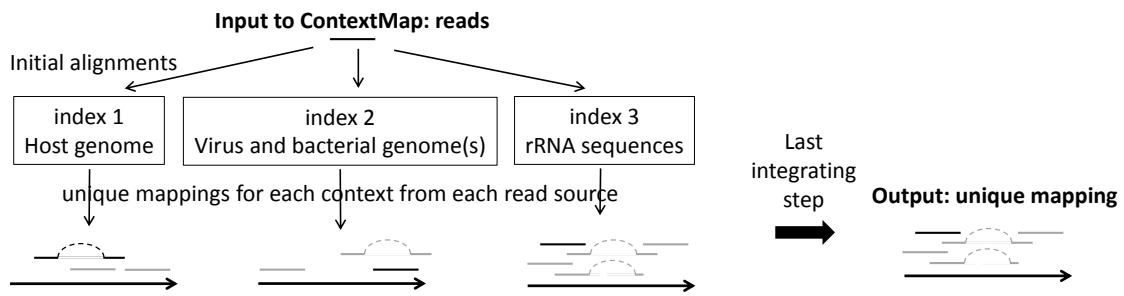 Input to ContextMap: reads
Initial alignments
index 1
Host genome
index 2
Virus and bacterial genome(s)
index 3
rRNA sequences
unique mappings for each context from each read source
Last
integrating
step
Output: unique mapping